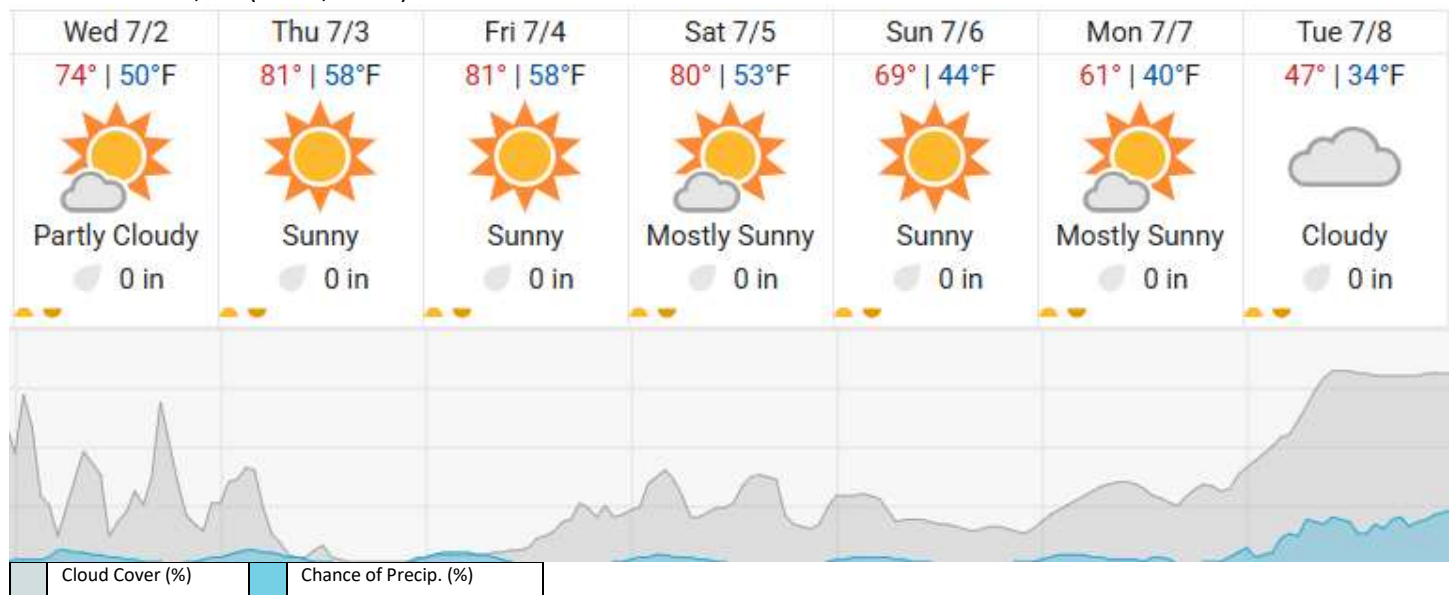 Wed 7/2 Thu 7/3 Fri 7/4 Sat 7/5 Sun 7/6 Mon 7/7 Tue 7/8
74° | 50°F 81° | 58°F 81° | 58°F 80° | 53°F 69° | 44°F 61° | 40°F 47° | 34°F
Partly Cloudy Sunny Sunny Mostly Sunny Sunny Mostly Sunny Cloudy
0 in 0 in 0 in 0 in 0 in 0 in 0 in
Cloud Cover (%) Chance of Precip. (%)